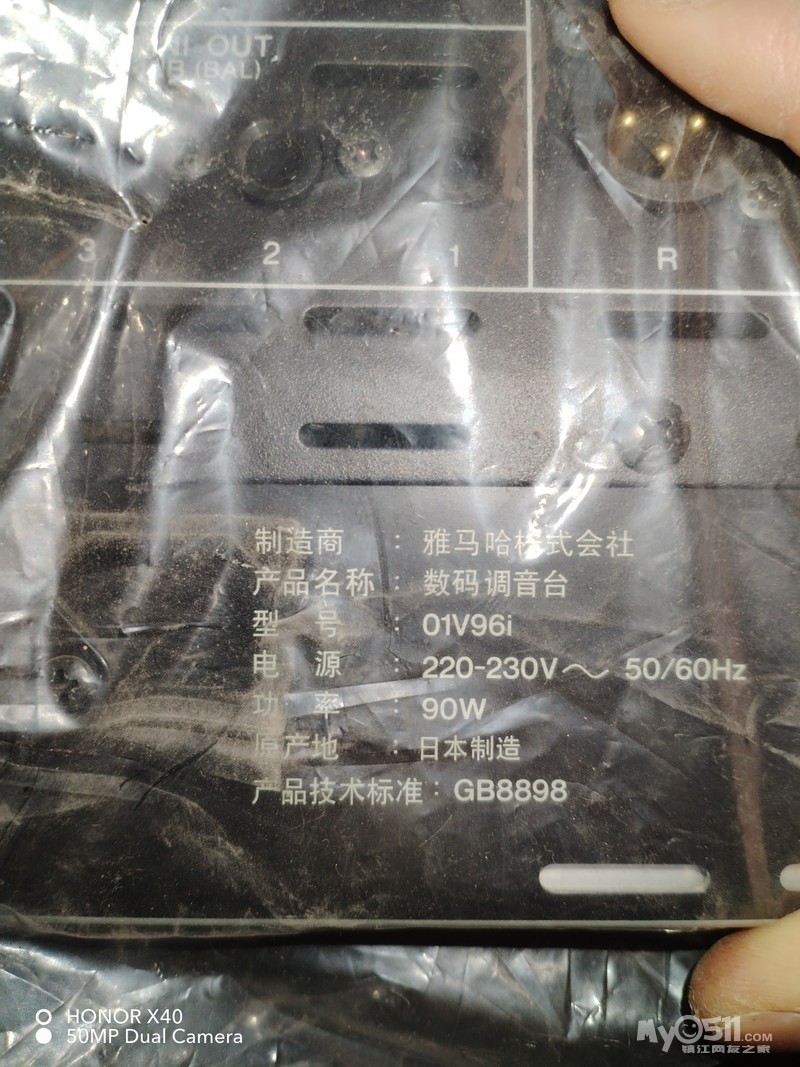 OUT
(BAL)
3 2 1 R
制造商 : 雅马哈株式会社
产品名称 : 数码调音台
型 号 : 01V96i
电 源 : 220-230V～ 50/60Hz
功 率 : 90W
原产地 : 日本制造
产品技术标准 : GB8898
HONOR X40
50MP Dual Camera
My0511.COM
镇江网友之家